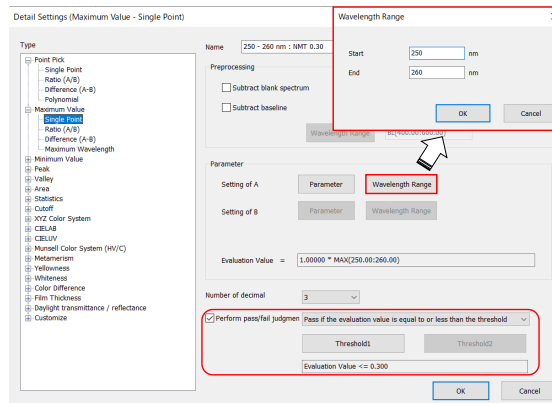 Detail Settings (Maximum Value - Single Point)
Type
Point Pick
Single Point
Ratio (A/B)
Difference (A-B)
Polynomial
Maximum Value
Single Point
Ratio (A/B)
Difference (A-B)
Maximum Wavelength
Minimum Value
Peak
Valley
Area
Statistics
Cutoff
XYZ Color System
CIELAB
CIELUV
Munsell Color System (HV/C)
Metamerism
Yellowness
Whiteness
Color Difference
Film Thickness
Daylight transmittance / reflectance
Customize
Name 250 - 260 nm : NMT 0.30
Preprocessing
Subtract blank spectrum
Subtract baseline
Wavelength Range BL(400.00:600.00)
Wavelength Range
Start 250 nm
End 260 nm
OK Cancel
Parameter
Setting of A Parameter Wavelength Range
Setting of B Parameter Wavelength Range
Evaluation Value = 1.00000 * MAX(250.00:260.00)
Number of decimal 3
Perform pass/fail judgmen Pass if the evaluation value is equal to or less than the threshold
Threshold1 Threshold2
Evaluation Value <= 0.300
OK Cancel